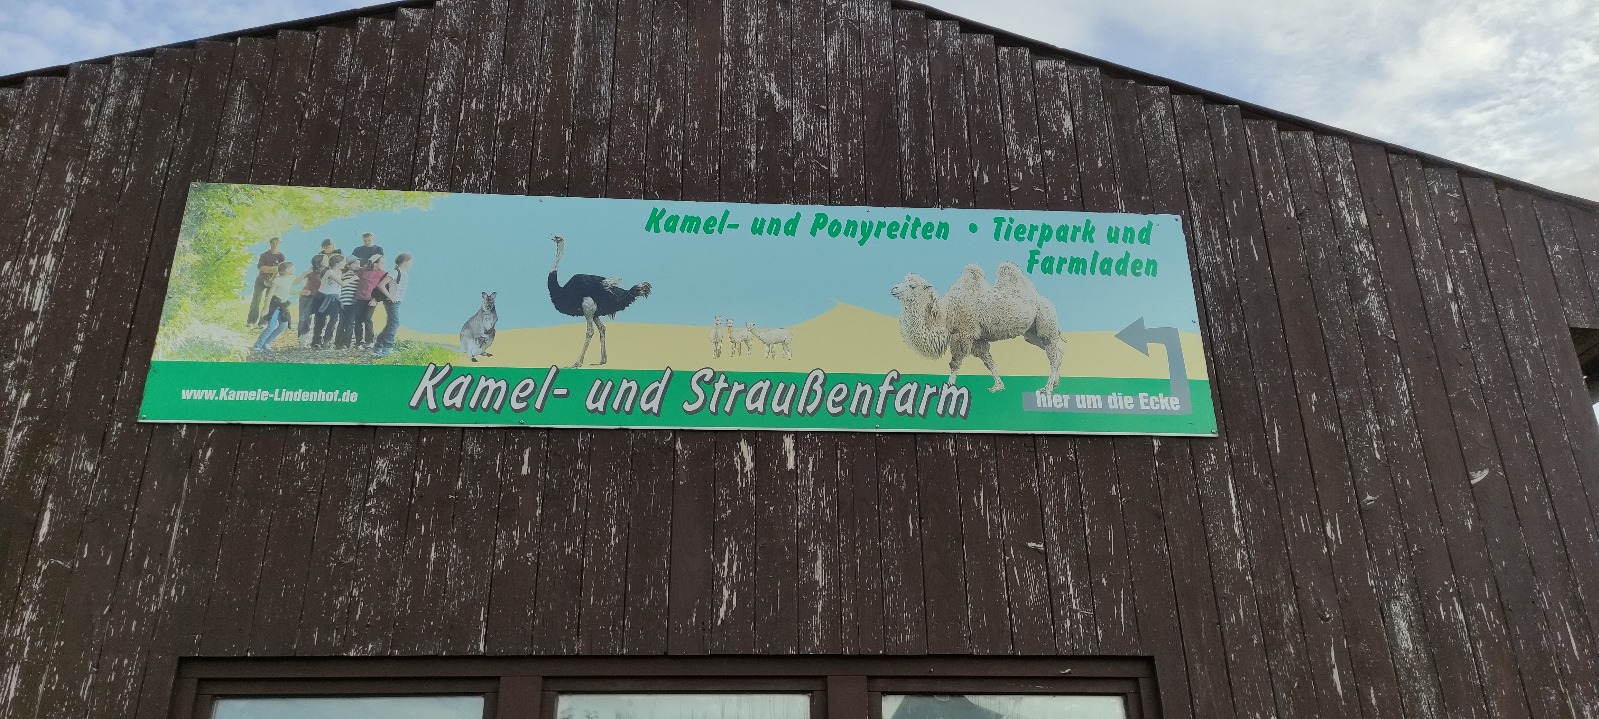 Kamel- und Ponyreiten • Tierpark und
Farmladen
www.Kamele-Lindenhof.de
Kamel- und Straußenfarm
hier um die Ecke